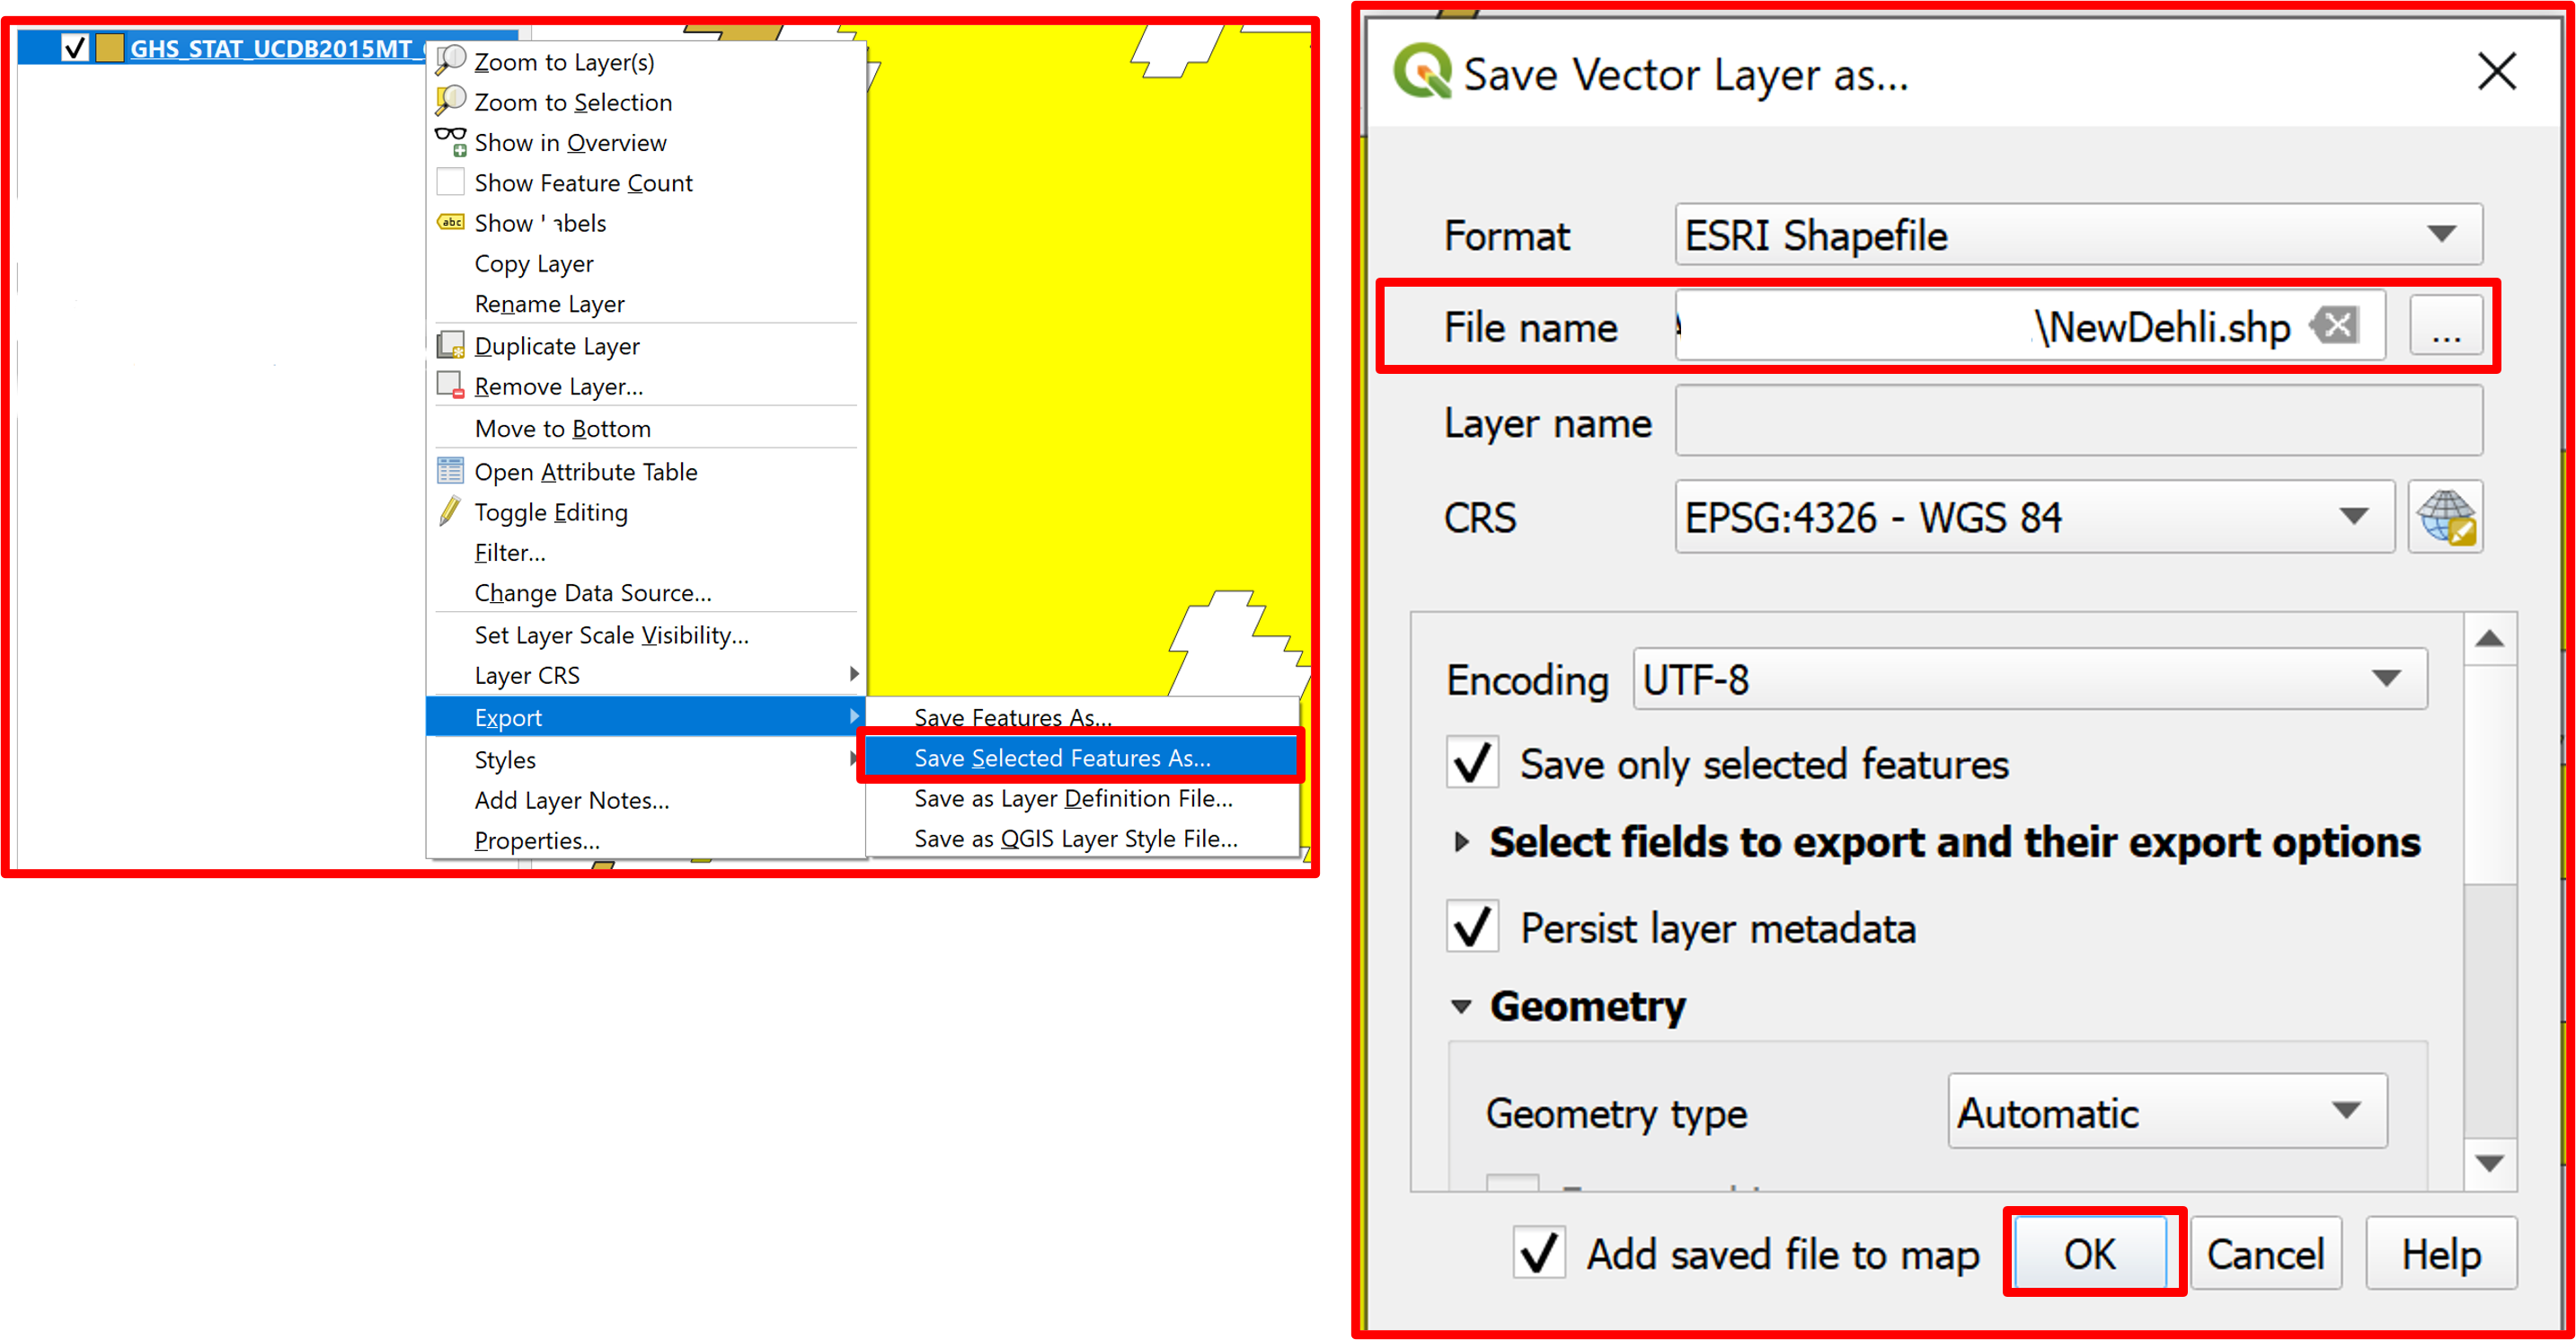 GHS_STAT_UCDB2015MT_
Zoom to Layer(s)
Zoom to Selection
Show in Overview
Show Feature Count
abc
Show Labels
Copy Layer
Rename Layer
Duplicate Layer
Remove Layer...
Move to Bottom
Open Attribute Table
Toggle Editing
Filter...
Change Data Source...
Set Layer Scale Visibility...
Layer CRS
Export
Styles
Add Layer Notes...
Properties...
Save Features As...
Save Selected Features As...
Save as Layer Definition File...
Save as QGIS Layer Style File...
Save Vector Layer as...
Format ESRI Shapefile
File name \NewDehli.shp ...
Layer name
CRS EPSG:4326 - WGS 84
Encoding UTF-8
Save only selected features
Select fields to export and their export options
Persist layer metadata
Geometry
Geometry type Automatic
Add saved file to map OK Cancel Help